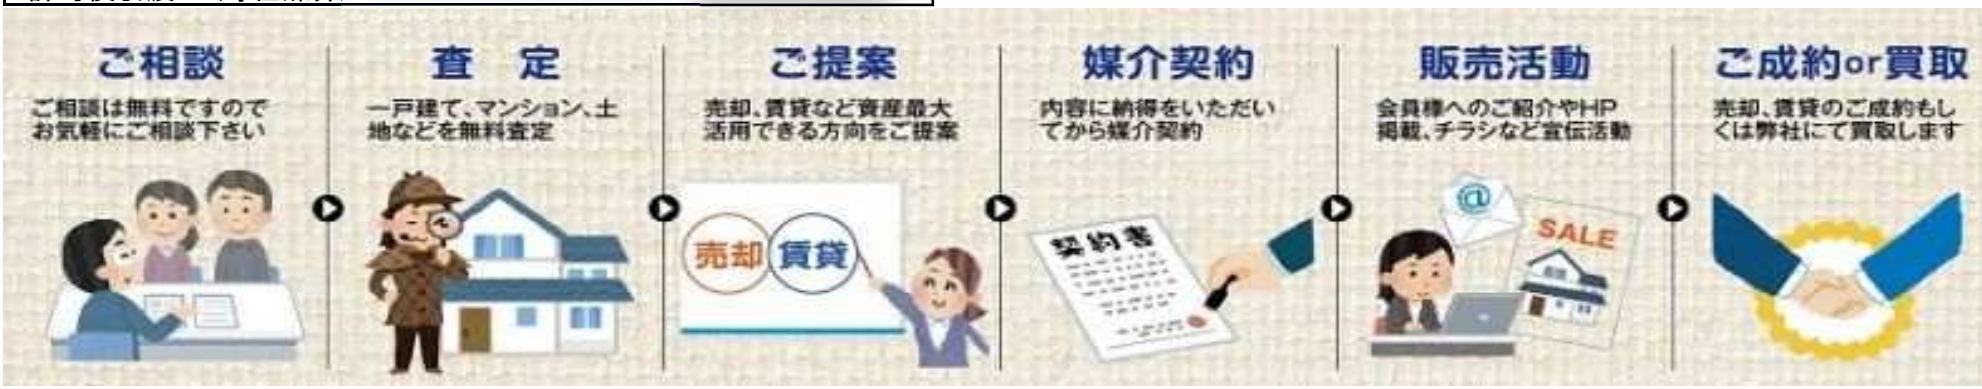 ご相談
ご相談は無料ですので
お気軽にご相談下さい
査 定
一戸建て、マンション、土
地などを無料査定
ご提案
売却、賃貸など資産最大
活用できる方向をご提案
売却
賃貸
媒介契約
内容に納得をいただい
てから媒介契約
契約書
販売活動
会員様へのご紹介やHP
掲載、チラシなど宣伝活動
@
SALE
ご成約or買取
売却、賃貸のご成約もし
くは弊社にて買取します